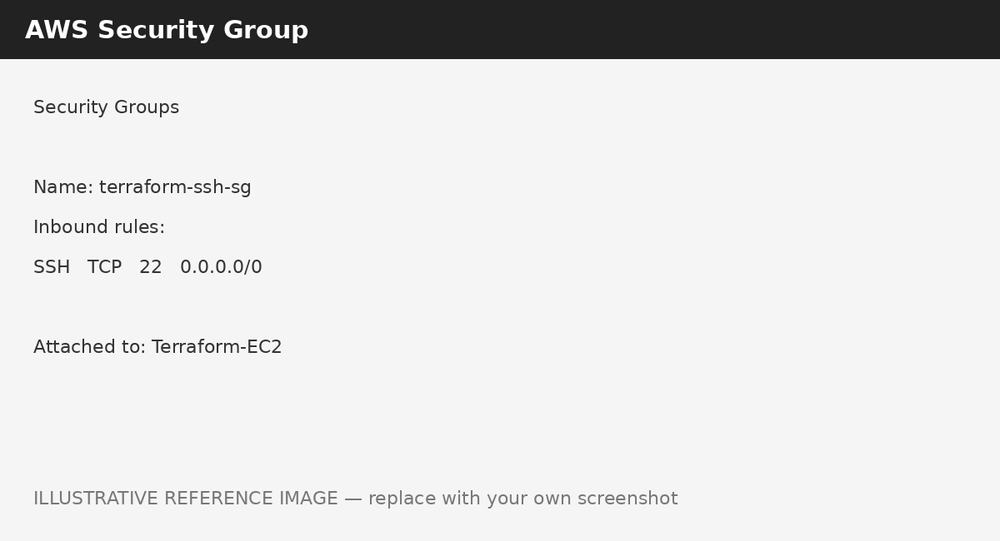 AWS Security Group
Security Groups
Name: terraform-ssh-sg
Inbound rules:
SSH   TCP   22   0.0.0.0/0
Attached to: Terraform-EC2
ILLUSTRATIVE REFERENCE IMAGE — replace with your own screenshot